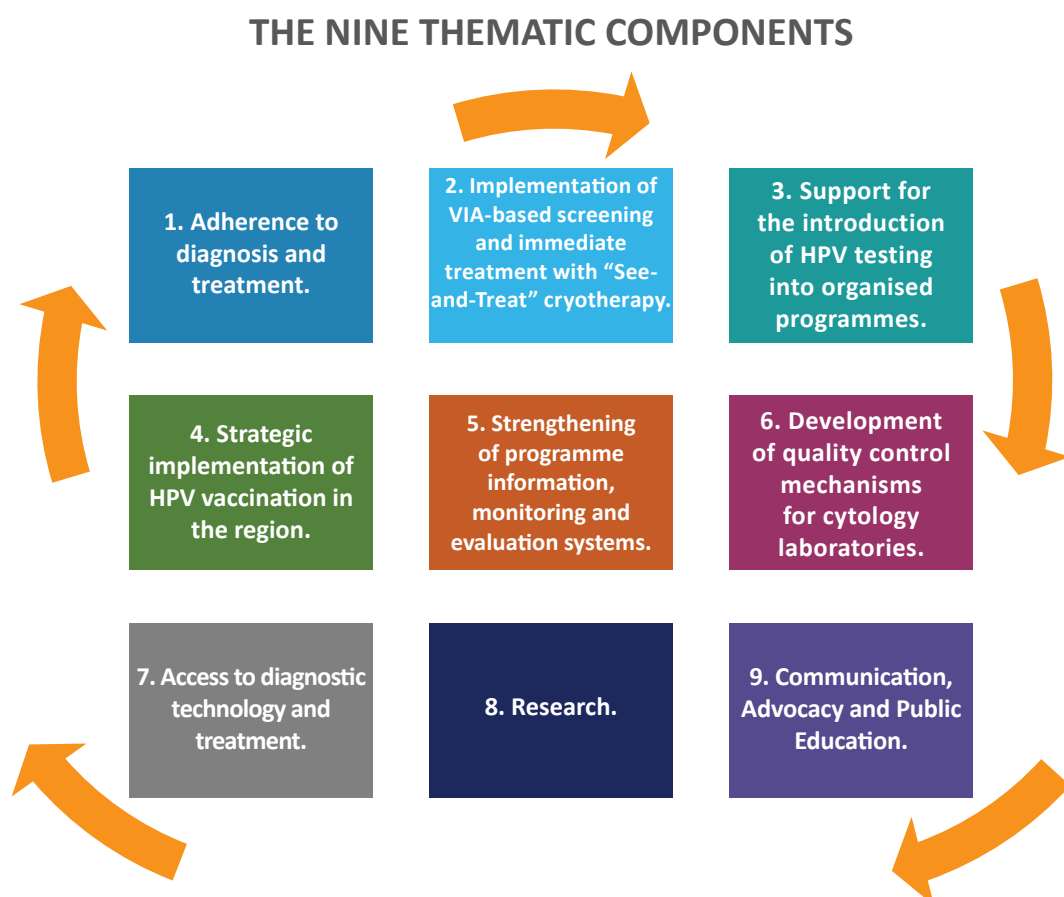 THE NINE THEMATIC COMPONENTS
1. Adherence to
diagnosis and
treatment.
2. Implementation of
VIA-based screening
and immediate
treatment with “See-
and-Treat” cryotherapy.
3. Support for
the introduction
of HPV testing
into organised
programmes.
4. Strategic
implementation of
HPV vaccination in
the region.
5. Strengthening
of programme
information,
monitoring and
evaluation systems.
6. Development
of quality control
mechanisms
for cytology
laboratories.
7. Access to diagnostic
technology and
treatment.
8. Research.
9. Communication,
Advocacy and Public
Education.